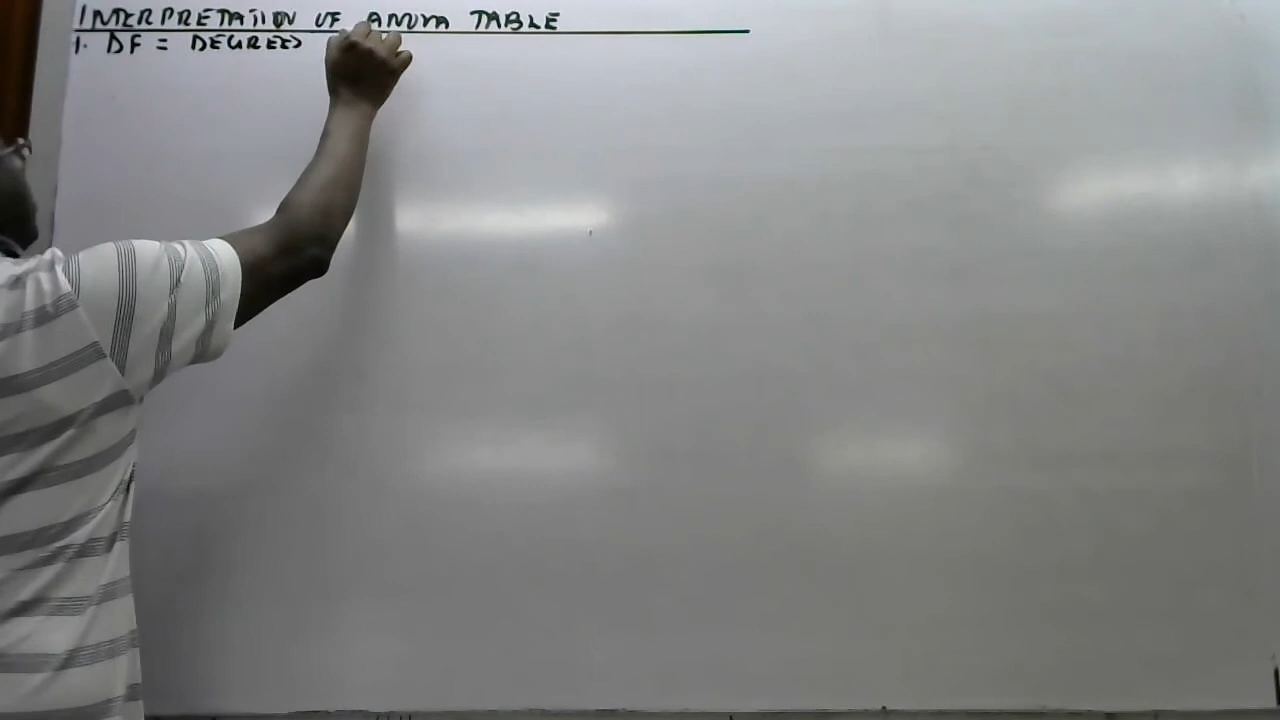 INTERPRETATION OF ANOVA TABLE
1. DF = DEGREES